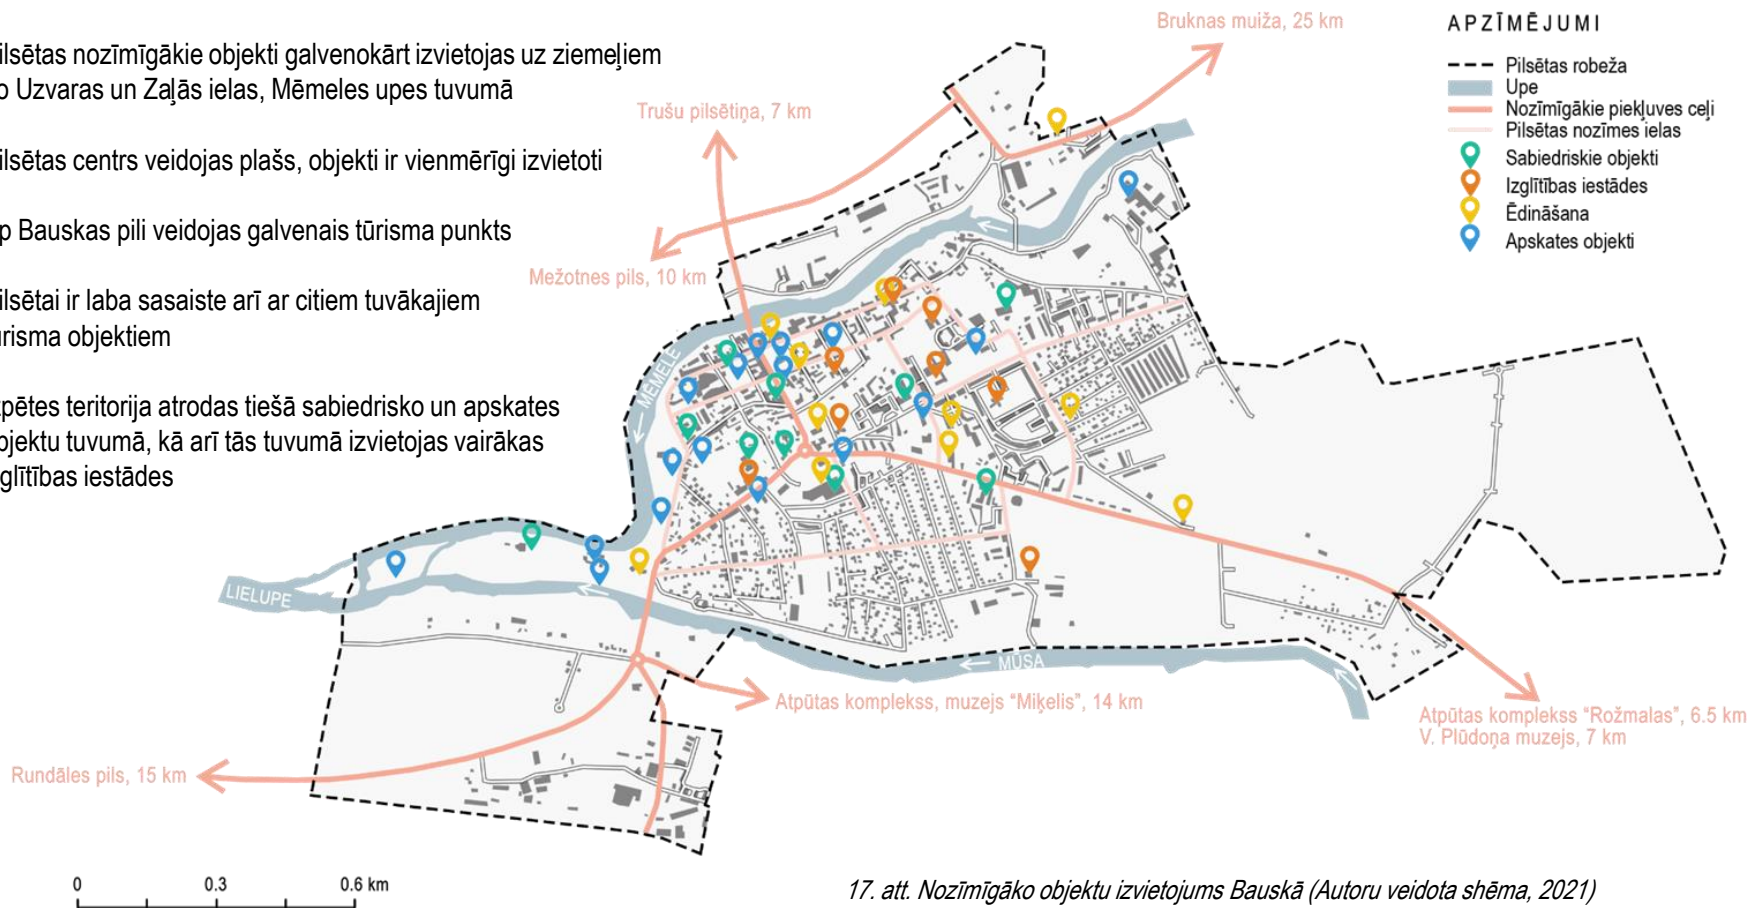 ilsētas nozīmīgākie objekti galvenokārt izvietojas uz ziemeļiem
o Uzvaras un Zaļās ielas, Mēmeles upes tuvumā
ilsētas centrs veidojas plašs, objekti ir vienmērīgi izvietoti
p Bauskas pili veidojas galvenais tūrisma punkts
ilsētai ir laba sasaiste arī ar citiem tuvākajiem
ūrisma objektiem
tpētes teritorija atrodas tiešā sabiedrisko un apskates
bjektu tuvumā, kā arī tās tuvumā izvietojas vairākas
glītības iestādes
Bruknas muiža, 25 km
Trušu pilsētiņa, 7 km
Mežotnes pils, 10 km
MĒMELE
LIELUPE
MŪSA
Atpūtas komplekss, muzejs “Miķelis”, 14 km
Atpūtas komplekss “Rožmalas”, 6.5 km
V. Plūdoņa muzejs, 7 km
Rundāles pils, 15 km
APZĪMĒJUMI
Pilsētas robeža
Upe
Nozīmīgākie piekļuves ceļi
Pilsētas nozīmes ielas
Sabiedriskie objekti
Izglītības iestādes
Ēdināšana
Apskates objekti
0 0.3 0.6 km
17. att. Nozīmīgāko objektu izvietojums Bauskā (Autoru veidota shēma, 2021)